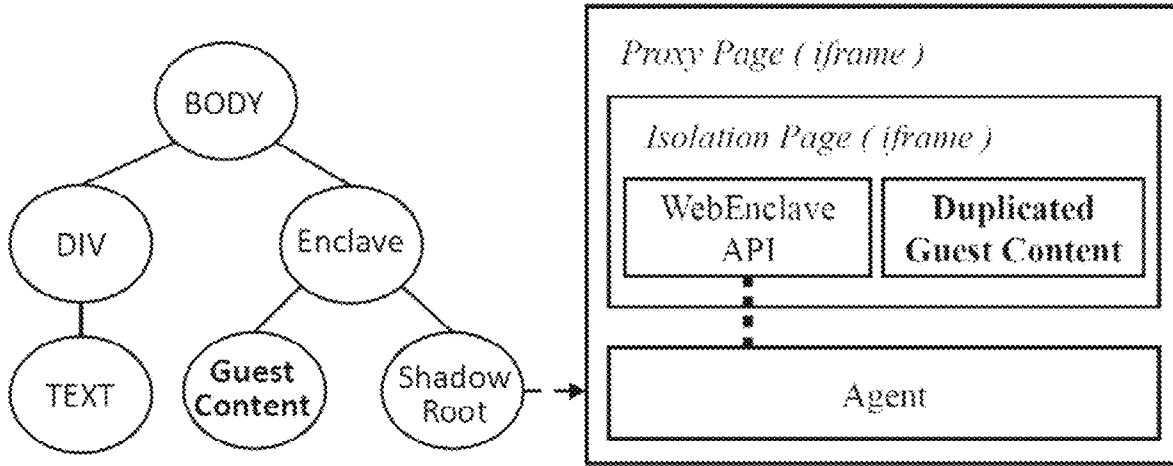 BODY
DIV
Enclave
TEXT
Guest
Content
Shadow
Root
Proxy Page ( iframe )
Isolation Page ( iframe )
WebEnclave
API
Duplicated
Guest Content
Agent